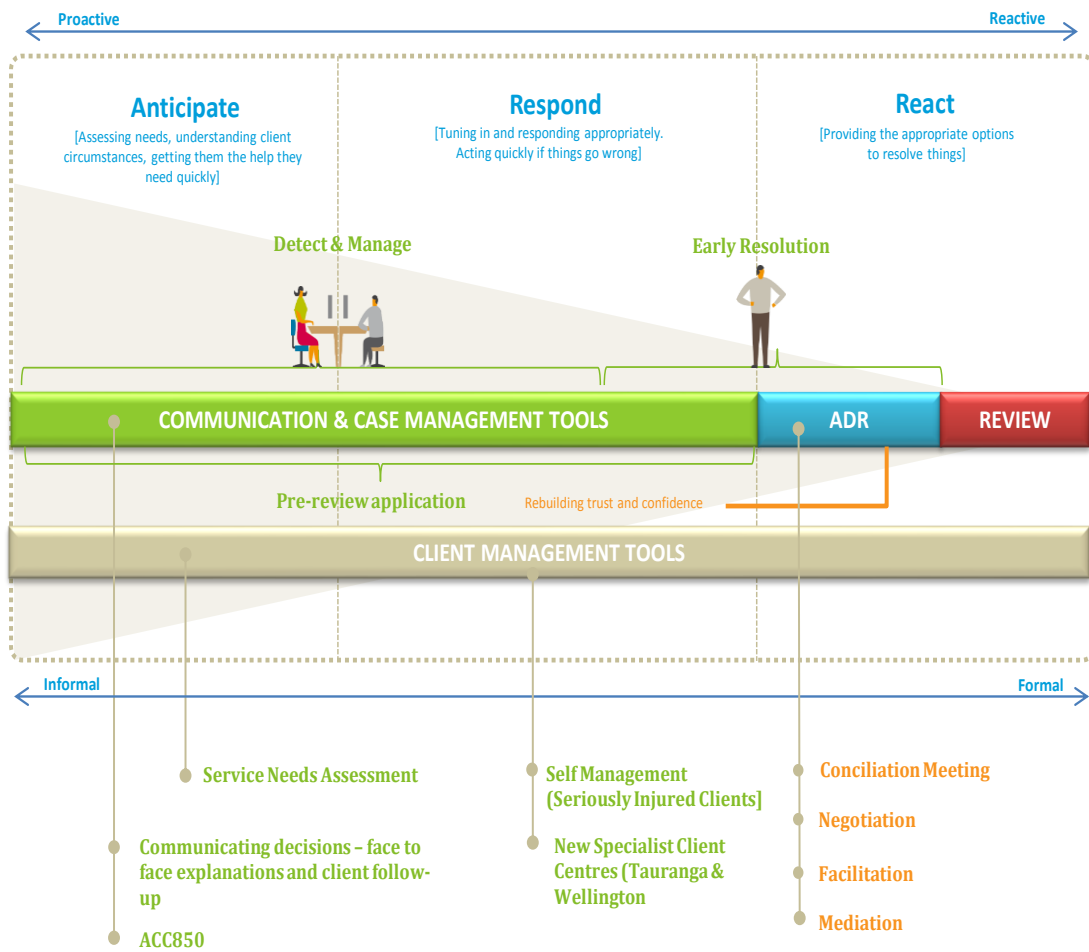 Proactive
Reactive
Anticipate
[Assessing needs, understanding client
circumstances, getting them the help they
need quickly]
Respond
[Tuning in and responding appropriately.
Acting quickly if things go wrong]
React
[Providing the appropriate options
to resolve things]
Detect & Manage
Early Resolution
COMMUNICATION & CASE MANAGEMENT TOOLS
ADR
REVIEW
Pre-review application
Rebuilding trust and confidence
CLIENT MANAGEMENT TOOLS
Informal
Formal
Service Needs Assessment
Communicating decisions – face to
face explanations and client follow-
up
ACC850
Self Management
(Seriously Injured Clients]
New Specialist Client
Centres (Tauranga &
Wellington
Conciliation Meeting
Negotiation
Facilitation
Mediation